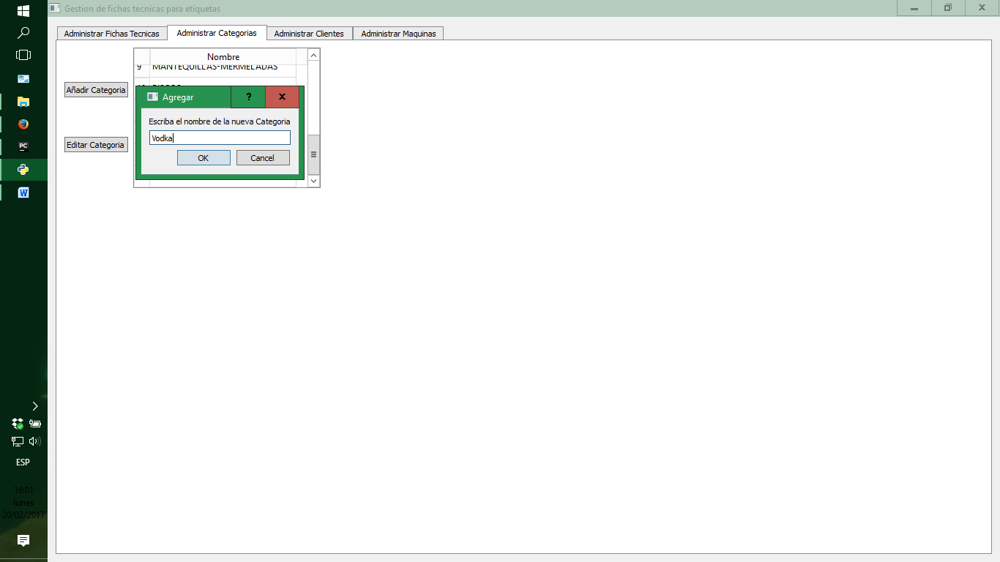 Gestion de fichas tecnicas para etiquetas
Administrar Fichas Tecnicas
Administrar Categorias
Administrar Clientes
Administrar Maquinas
Nombre
9 MANTEQUILLAS-MERMELADAS
Añadir Categoria
Editar Categoria
Agregar
?
X
Escriba el nombre de la nueva Categoria
Vodka
OK
Cancel
PC
W
ESP
16:01
lunes
20/02/2017